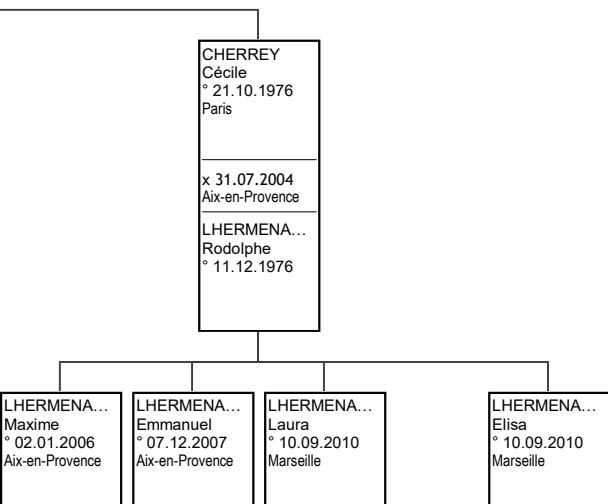 CHERREY
Cécile
° 21.10.1976
Paris
x 31.07.2004
Aix-en-Provence
LHERMENA...
Rodolphe
° 11.12.1976
LHERMENA...
Maxime
° 02.01.2006
Aix-en-Provence
LHERMENA...
Emmanuel
° 07.12.2007
Aix-en-Provence
LHERMENA...
Laura
° 10.09.2010
Marseille
LHERMENA...
Elisa
° 10.09.2010
Marseille